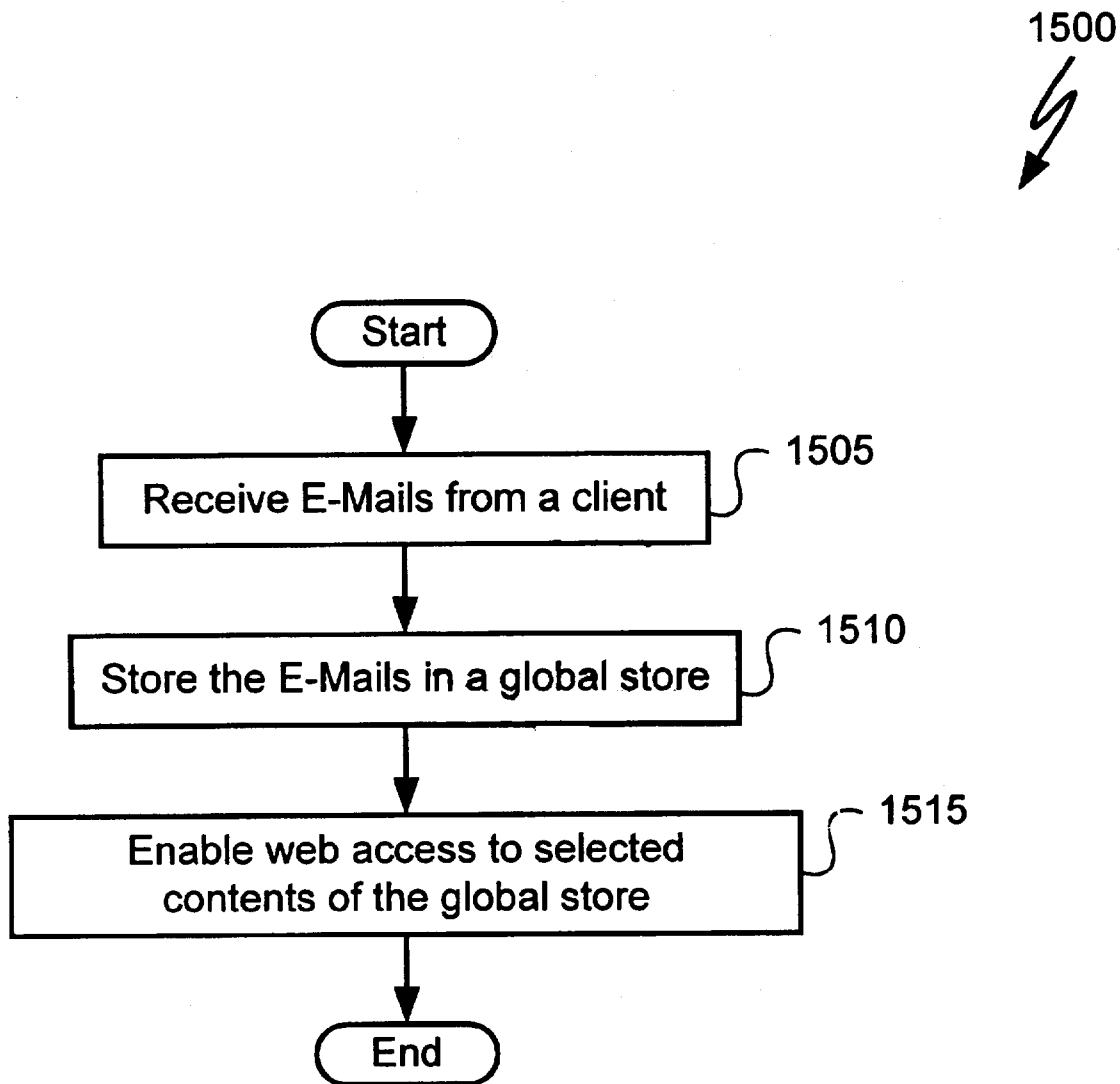 1500
Start
Receive E-Mails from a client
1505
Store the E-Mails in a global store
1510
Enable web access to selected
contents of the global store
1515
End